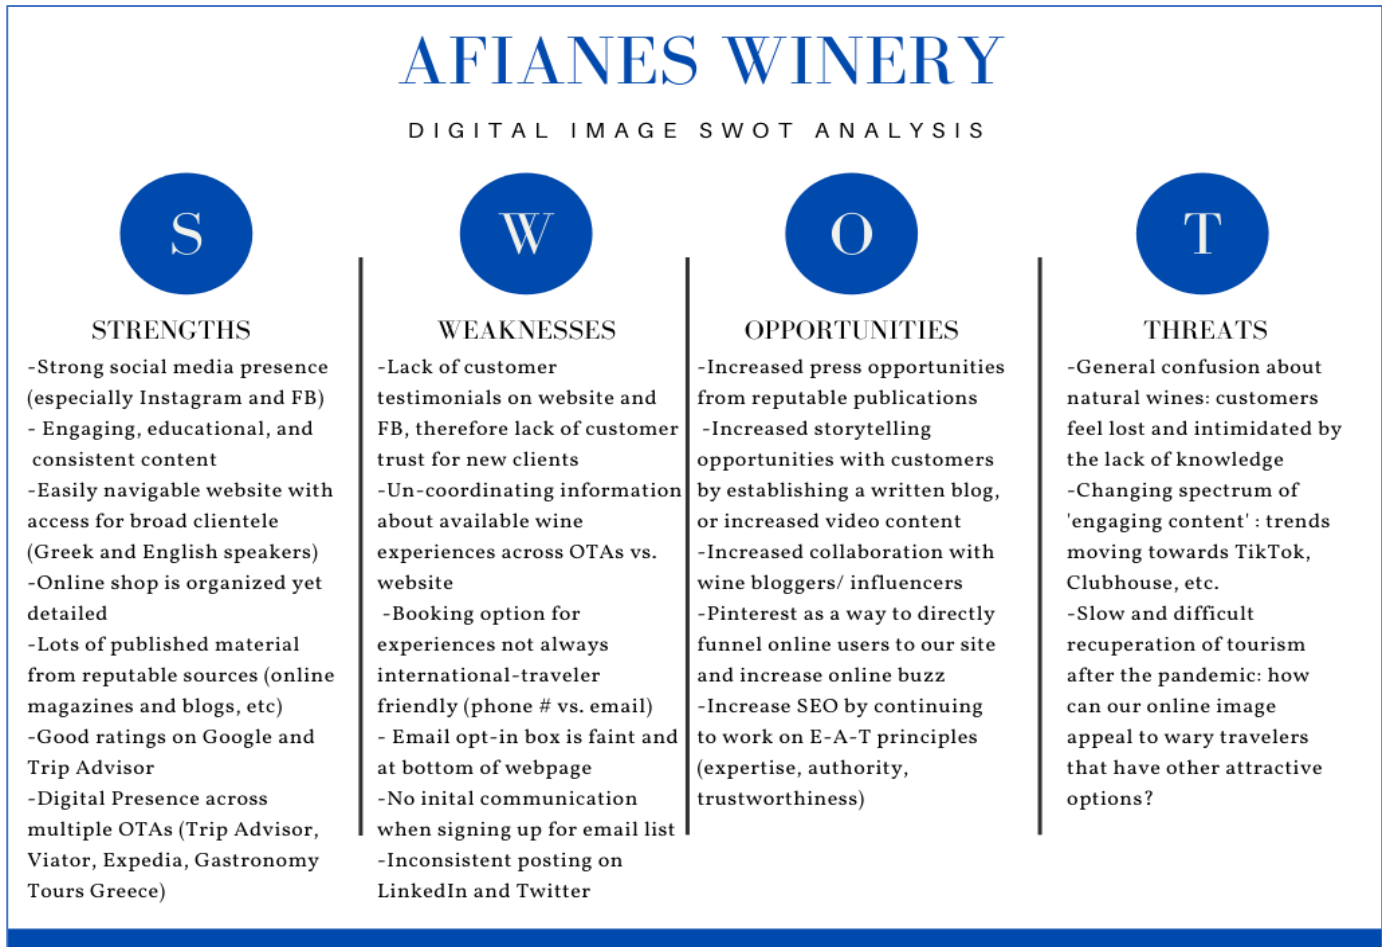 AFIANES WINERY
DIGITAL IMAGE SWOT ANALYSIS
S
STRENGTHS
-Strong social media presence
(especially Instagram and FB)
- Engaging, educational, and
consistent content
-Easily navigable website with
access for broad clientele
(Greek and English speakers)
-Online shop is organized yet
detailed
-Lots of published material
from reputable sources (online
magazines and blogs, etc)
-Good ratings on Google and
Trip Advisor
-Digital Presence across
multiple OTAs (Trip Advisor,
Viator, Expedia, Gastronomy
Tours Greece)
W
WEAKNESSES
-Lack of customer
testimonials on website and
FB, therefore lack of customer
trust for new clients
-Un-coordinating information
about available wine
experiences across OTAs vs.
website
-Booking option for
experiences not always
international-traveler
friendly (phone # vs. email)
- Email opt-in box is faint and
at bottom of webpage
-No inital communication
when signing up for email list
-Inconsistent posting on
LinkedIn and Twitter
O
OPPORTUNITIES
-Increased press opportunities
from reputable publications
-Increased storytelling
opportunities with customers
by establishing a written blog,
or increased video content
-Increased collaboration with
wine bloggers/ influencers
-Pinterest as a way to directly
funnel online users to our site
and increase online buzz
-Increase SEO by continuing
to work on E-A-T principles
(expertise, authority,
trustworthiness)
T
THREATS
-General confusion about
natural wines: customers
feel lost and intimidated by
the lack of knowledge
-Changing spectrum of
'engaging content' : trends
moving towards TikTok,
Clubhouse, etc.
-Slow and difficult
recuperation of tourism
after the pandemic: how
can our online image
appeal to wary travelers
that have other attractive
options?